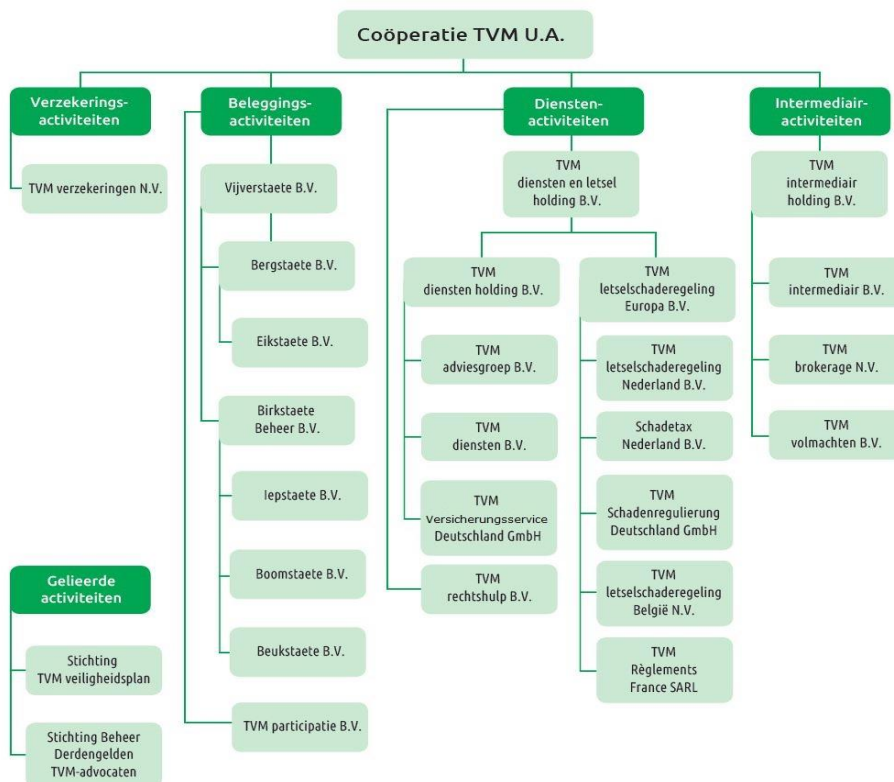 Coöperatie TVM U.A.
Verzekerings-
activiteiten
TVM verzekeringen N.V.
Beleggings-
activiteiten
Vijverstaete B.V.
Bergstaete B.V.
Eikstaete B.V.
Birkstaete
Beheer B.V.
Iepstaete B.V.
Boomstaete B.V.
Beukstaete B.V.
TVM participatie B.V.
Diensten-
activiteiten
TVM
diensten en letsel
holding B.V.
TVM
diensten holding B.V.
TVM
adviesgroep B.V.
TVM
diensten B.V.
TVM
Versicherungsservice
Deutschland GmbH
TVM
rechtshulp B.V.
TVM
letselschaderegeling
Europa B.V.
TVM
letselschaderegeling
Nederland B.V.
Schadetax
Nederland B.V.
TVM
Schadenregulierung
Deutschland GmbH
TVM
letselschaderegeling
België N.V.
TVM
Règlements
France SARL
Intermediair-
activiteiten
TVM
intermediair
holding B.V.
TVM
intermediair B.V.
TVM
brokerage N.V.
TVM
volmachten B.V.
Gelieerde
activiteiten
Stichting
TVM veiligheidsplan
Stichting Beheer
Derdengelden
TVM-advocaten